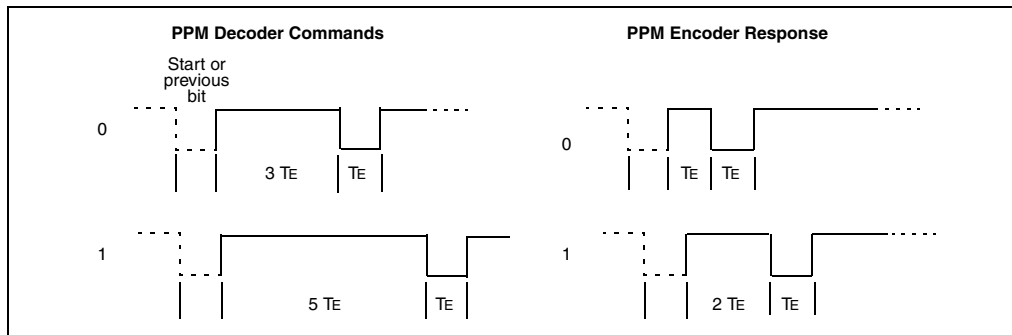 PPM Decoder Commands
PPM Encoder Response
Start or
previous
bit
0
3 TE
TE
0
TE
TE
1
5 TE
TE
1
2 TE
TE